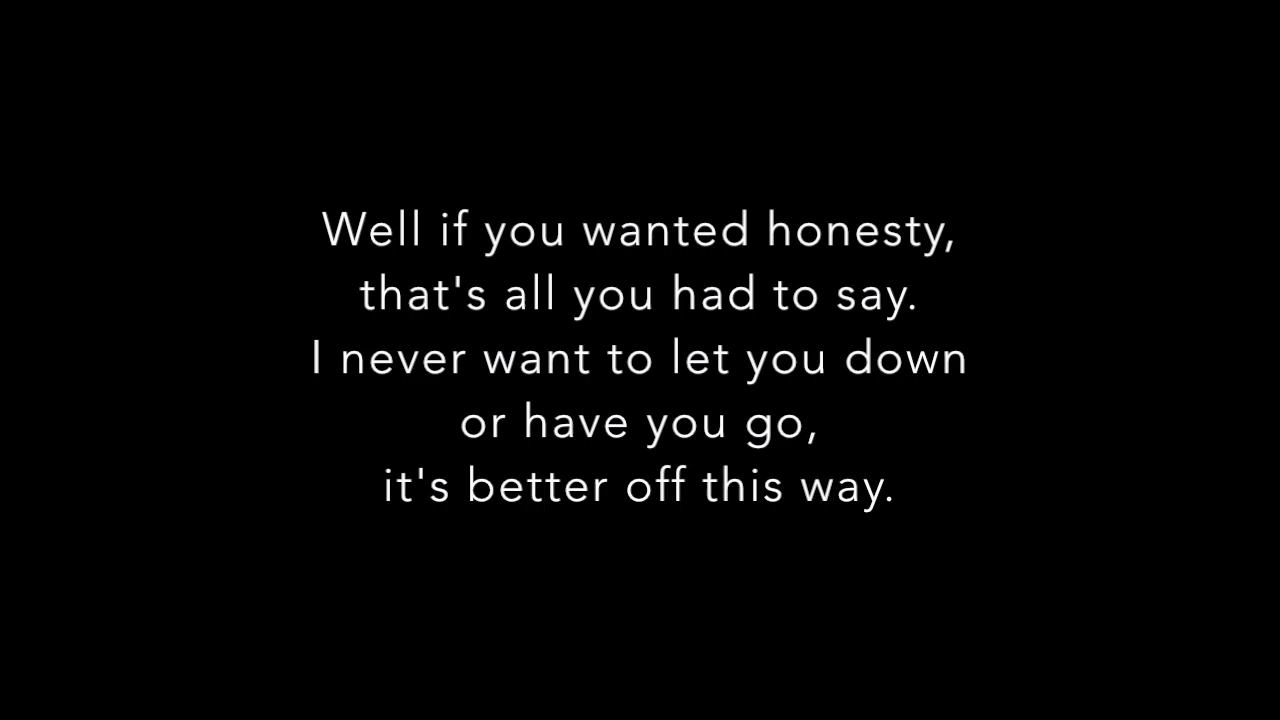 Well if you wanted honesty,
that's all you had to say.
I never want to let you down
or have you go,
it's better off this way.